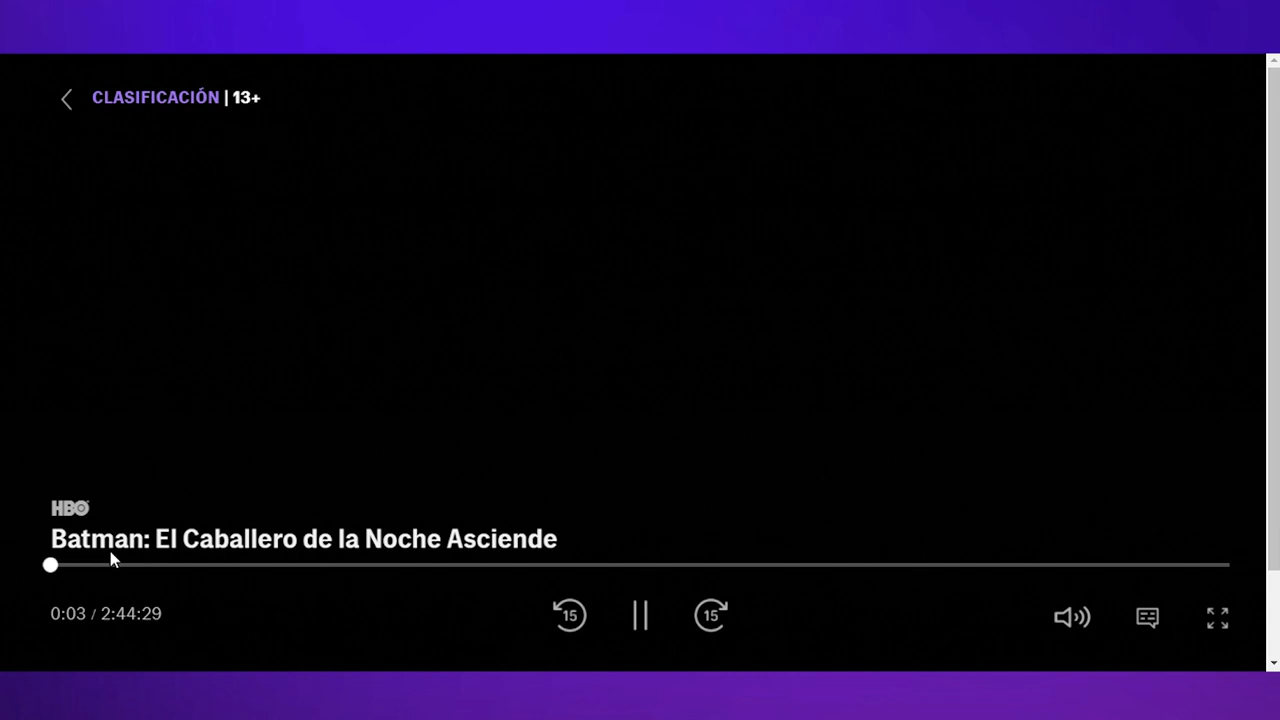 CLASIFICACIÓN | 13+
HBO
Batman: El Caballero de la Noche Asciende
0:03 / 2:44:29
15
15